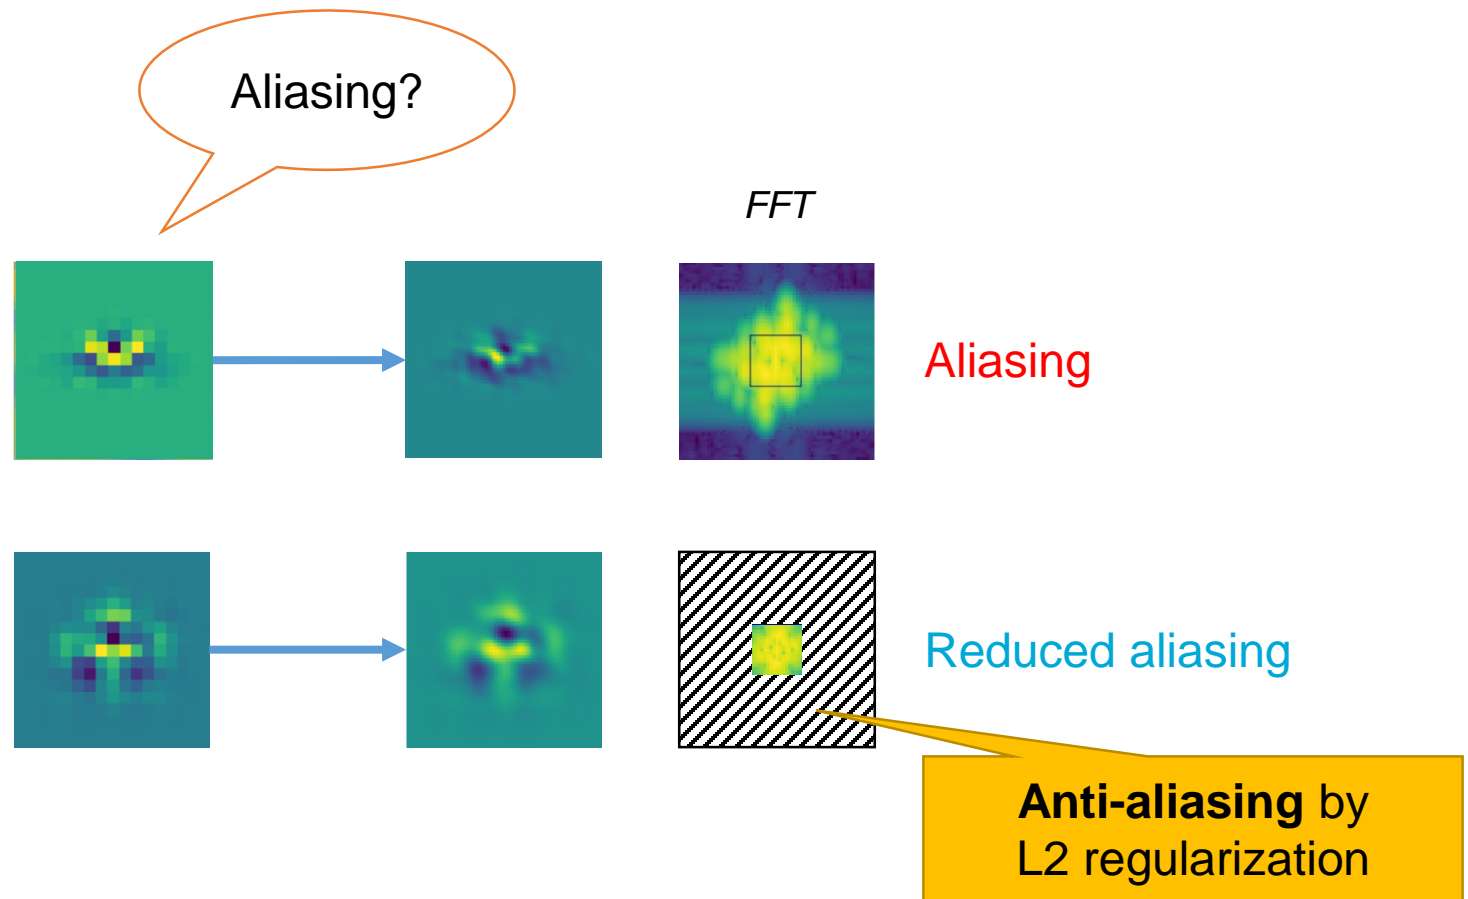 Aliasing?
FFT
Aliasing
Reduced aliasing
Anti-aliasing by
L2 regularization